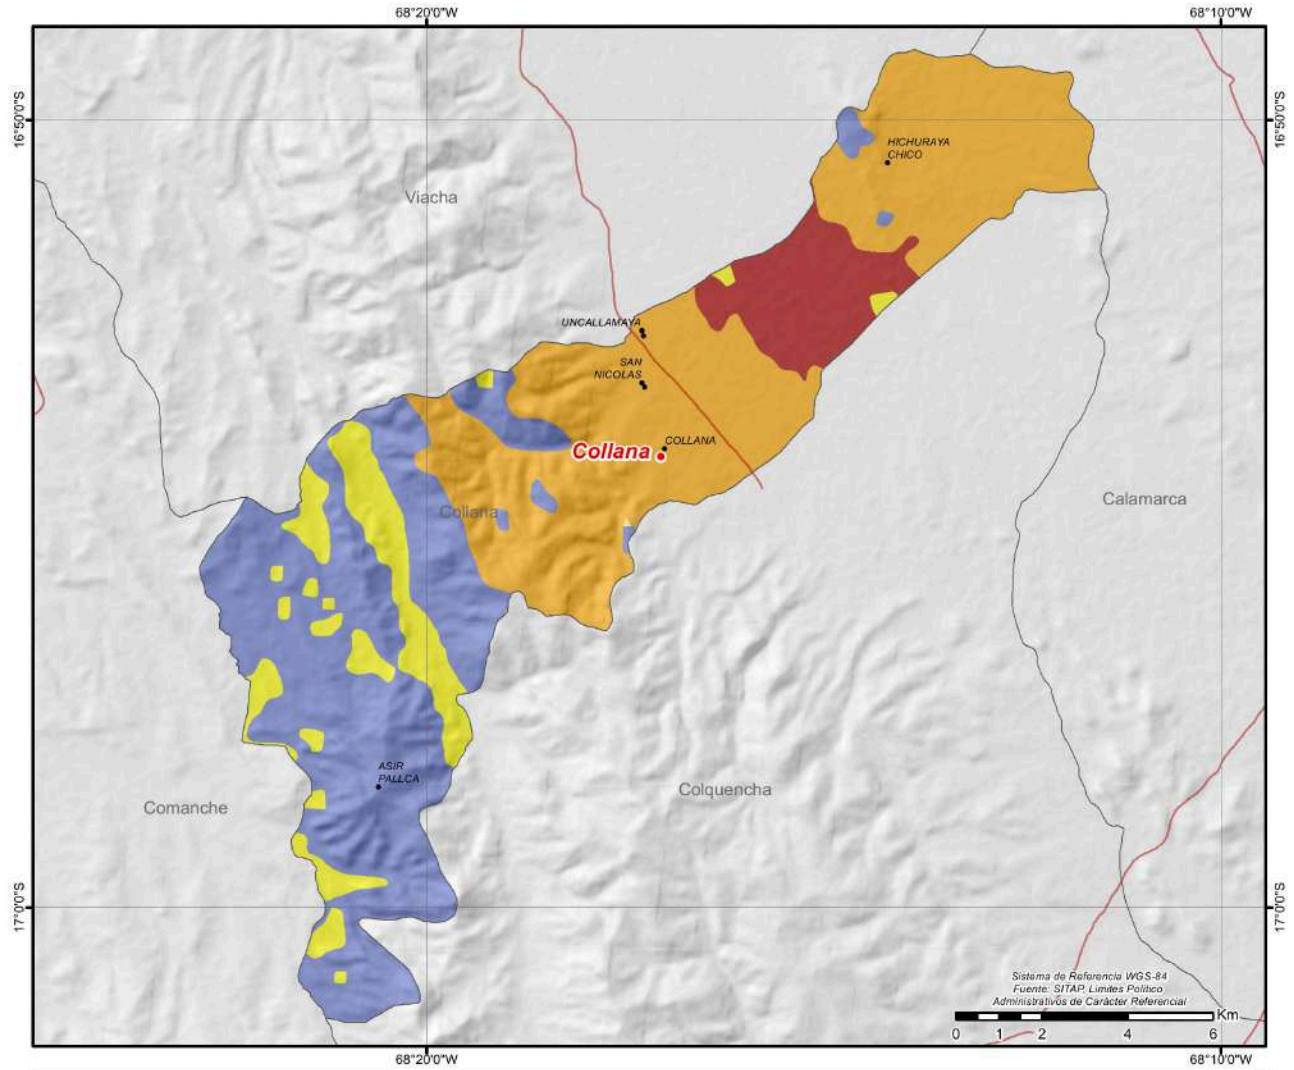 68°20'0"W
68°10'0"W
16°50'0"S
16°50'0"S
HICHURAYA
CHICO
Viacha
UNCALLAMAYA
SAN
NICOLAS
COLLANA
Collana
Collana
Calamarca
ASIR
PALLCA
Colquencha
Comanche
17°0'0"S
17°0'0"S
Sistema de Referencia WGS-84
Fuente: SITAP, Limites Politico
Administrativos de Carácter Referencial
Km
0 1 2 4 6
68°20'0"W
68°10'0"W